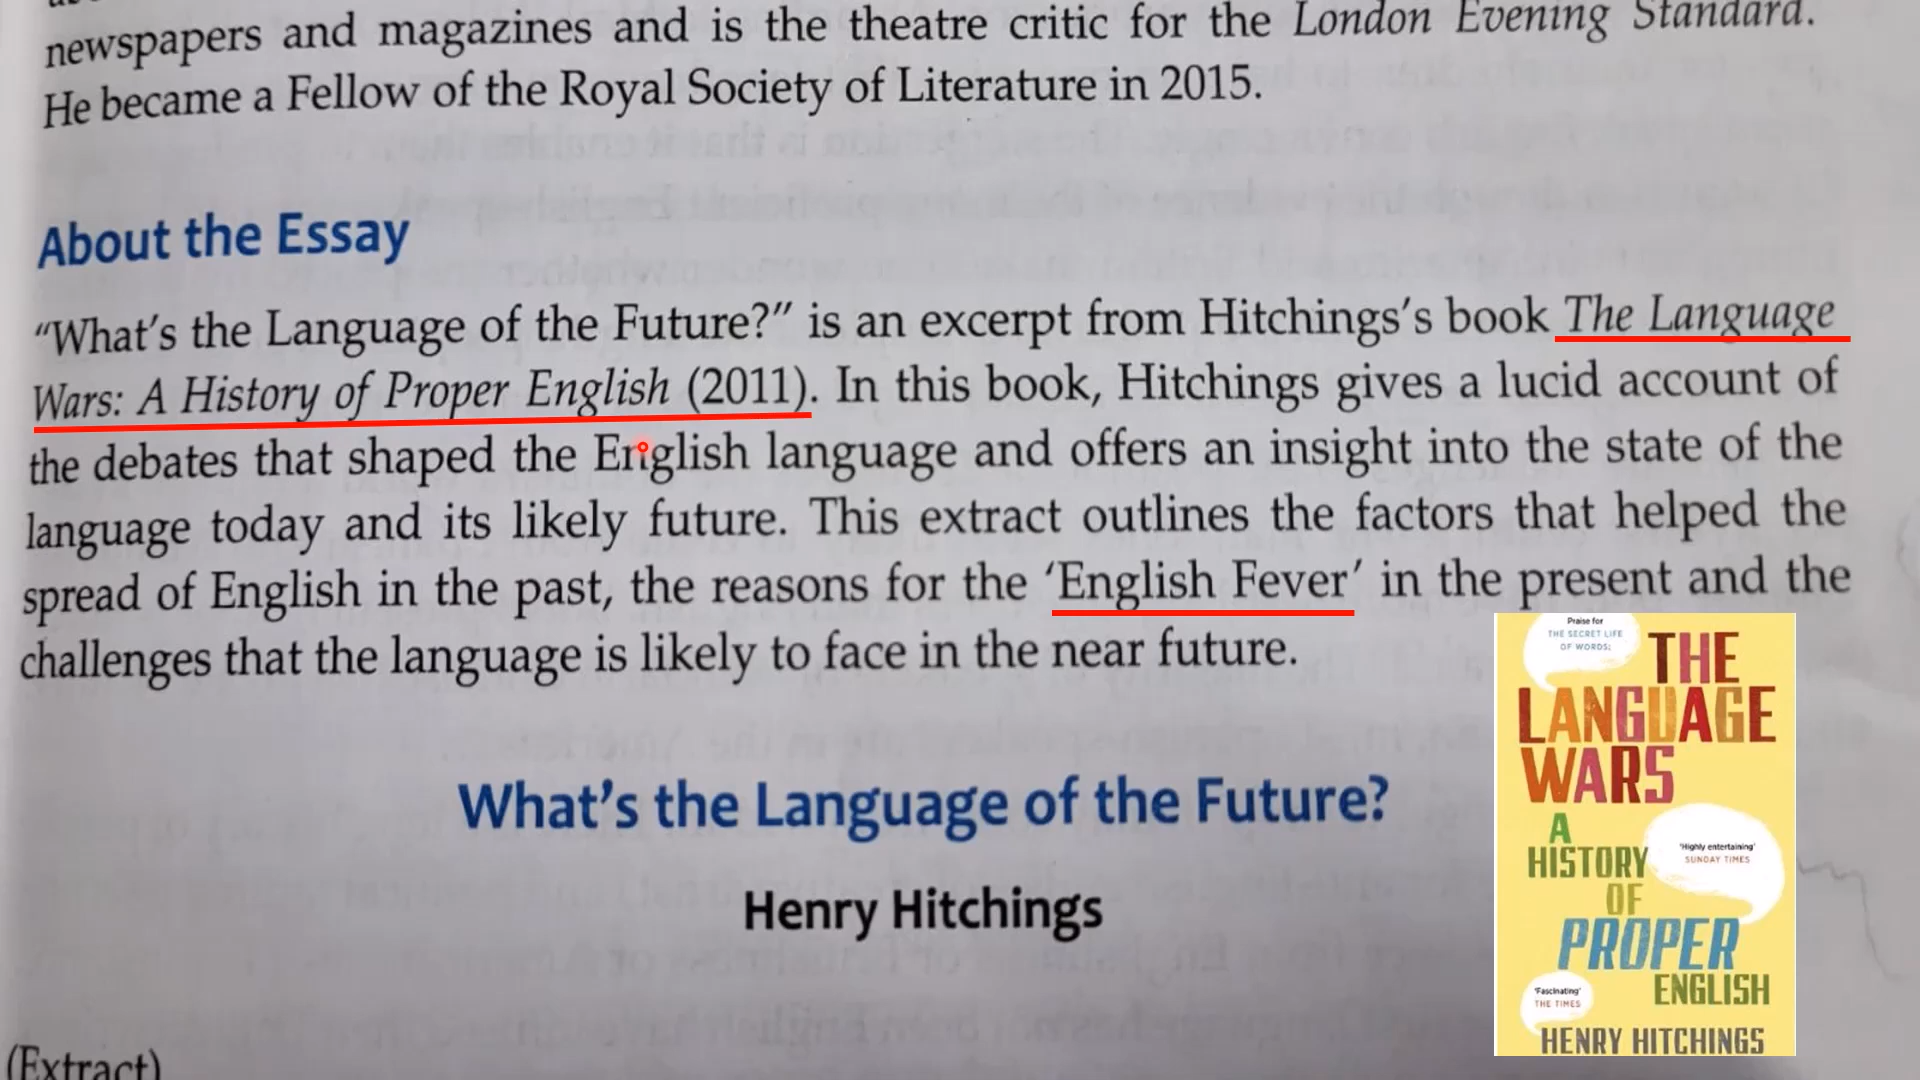 newspapers and magazines and is the theatre critic for the London Evening Standard.
He became a Fellow of the Royal Society of Literature in 2015.
About the Essay
“What’s the Language of the Future?” is an excerpt from Hitchings’s book The Language
Wars: A History of Proper English (2011). In this book, Hitchings gives a lucid account of
the debates that shaped the English language and offers an insight into the state of the
language today and its likely future. This extract outlines the factors that helped the
spread of English in the past, the reasons for the ‘English Fever’ in the present and the
challenges that the language is likely to face in the near future.
What’s the Language of the Future?
Henry Hitchings
(Extract)
Praise for
THE SECRET LIFE
OF WORDS:
THE
LANGUAGE
WARS
A
HISTORY
OF
PROPER
ENGLISH
'Highly entertaining'
SUNDAY TIMES
'Fascinating'
THE TIMES
HENRY HITCHINGS